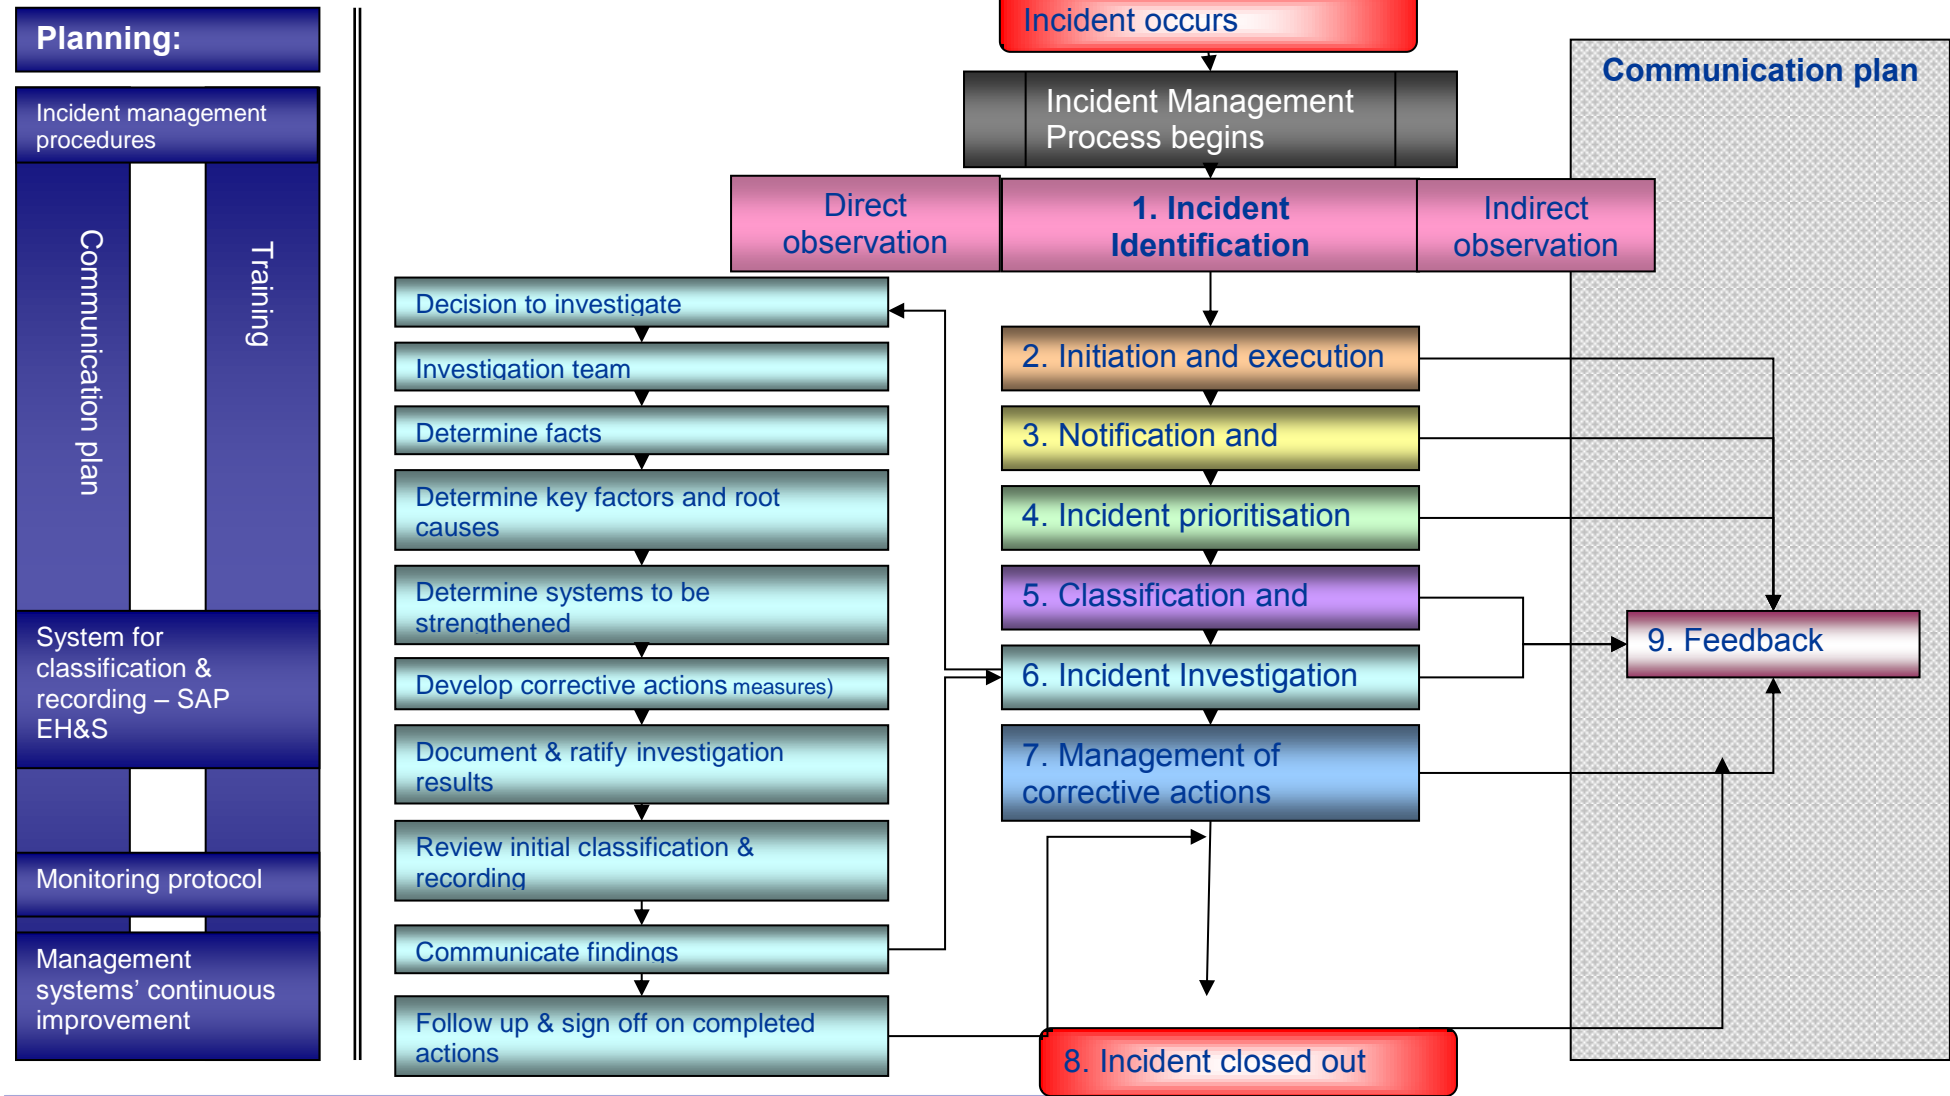 Planning:
Incident management
procedures
Communication plan
Training
System for
classification &
recording – SAP
EH&S
Monitoring protocol
Management
systems’ continuous
improvement
Incident occurs
Incident Management
Process begins
Direct
observation
1. Incident
Identification
Indirect
observation
Decision to investigate
Investigation team
Determine facts
Determine key factors and root
causes
Determine systems to be
strengthened
Develop corrective actions measures)
Document & ratify investigation
results
Review initial classification &
recording
Communicate findings
Follow up & sign off on completed
actions
2. Initiation and execution
3. Notification and
4. Incident prioritisation
5. Classification and
6. Incident Investigation
7. Management of
corrective actions
8. Incident closed out
Communication plan
9. Feedback